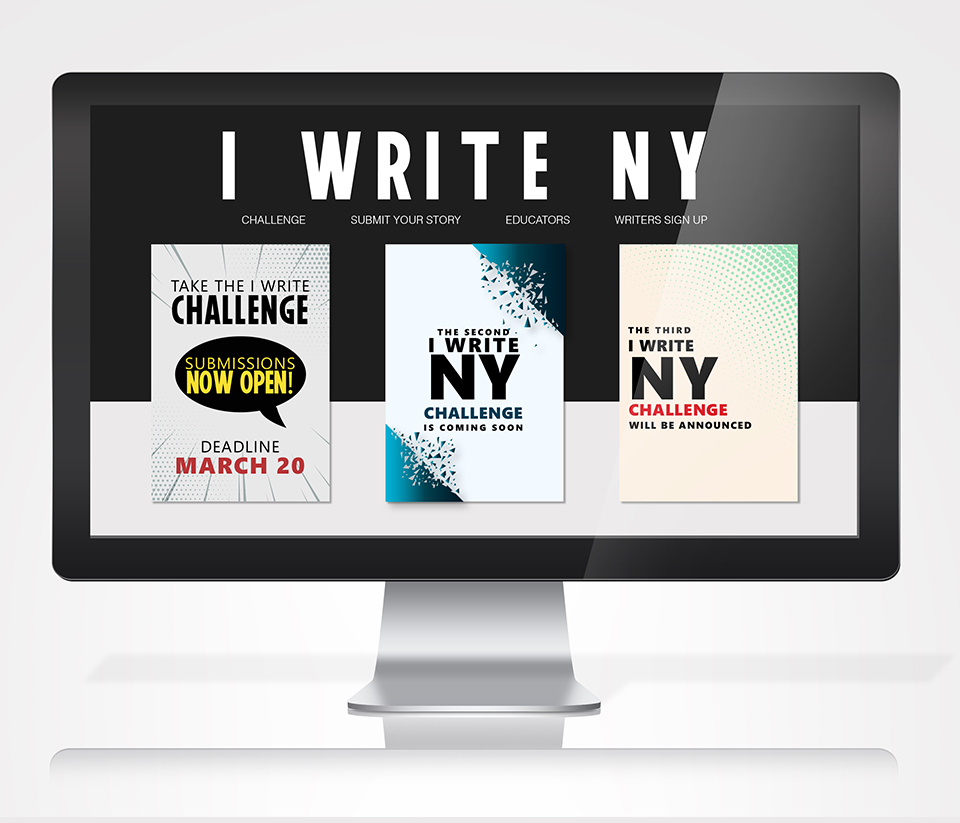 I WRITE NY
CHALLENGE SUBMIT YOUR STORY EDUCATORS WRITERS SIGN UP
TAKE THE I WRITE
CHALLENGE
SUBMISSIONS
NOW OPEN!
DEADLINE
MARCH 20
THE SECOND
I WRITE
NY
CHALLENGE
IS COMING SOON
THE THIRD
I WRITE
NY
CHALLENGE
WILL BE ANNOUNCED